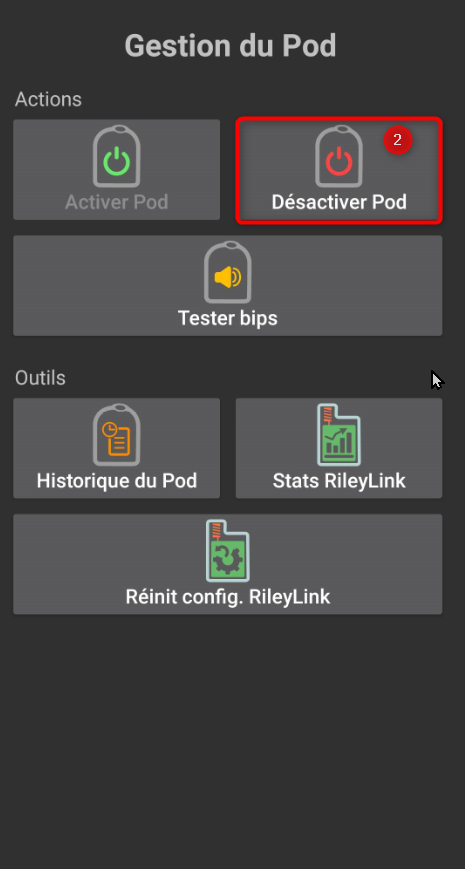 Gestion du Pod
Actions
2
Activer Pod
Désactiver Pod
Tester bips
Outils
Historique du Pod
Stats RileyLink
Réinit config. RileyLink